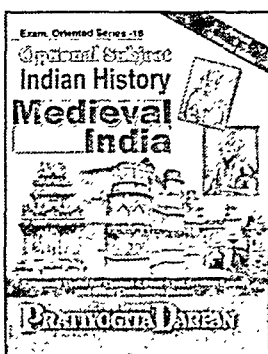 Exam. Oriented Series -18
Optional Subject
Indian History
Medieval
India
PRATIYOGITA DARPAN